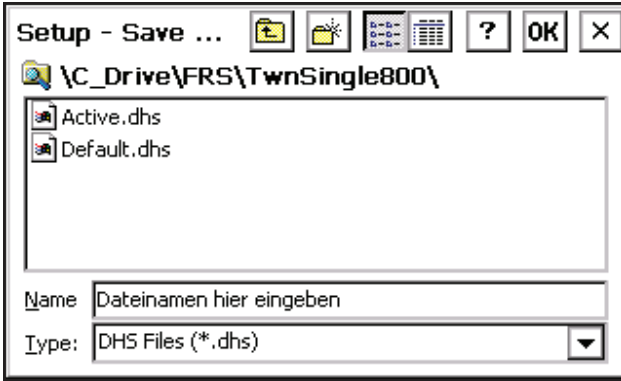 Setup - Save ... ? OK ×
\C_Drive\FRS\TwnSingle800\
Active.dhs
Default.dhs
Name Dateinamen hier eingeben
Type: DHS Files (*.dhs)